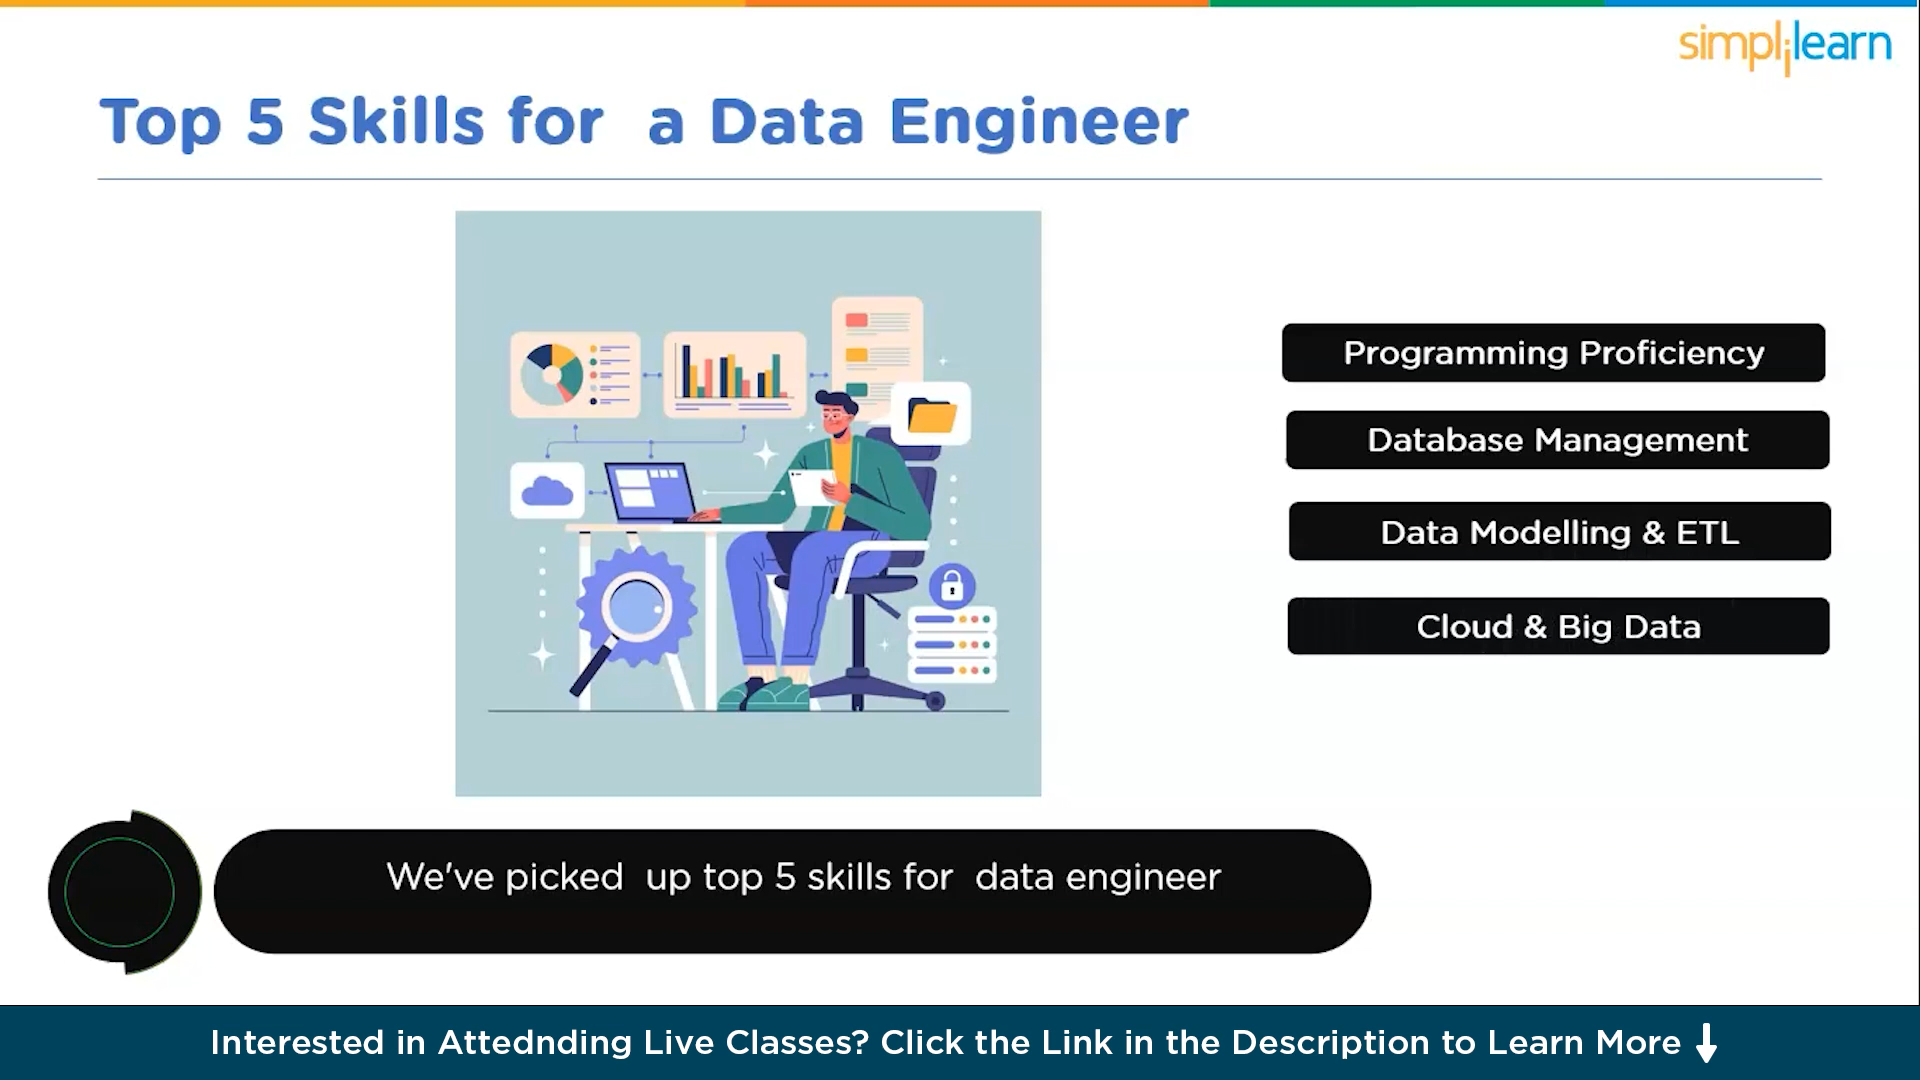 simplilearn
Top 5 Skills for a Data Engineer
Programming Proficiency
Database Management
Data Modelling & ETL
Cloud & Big Data
We've picked up top 5 skills for data engineer
Interested in Attednding Live Classes? Click the Link in the Description to Learn More